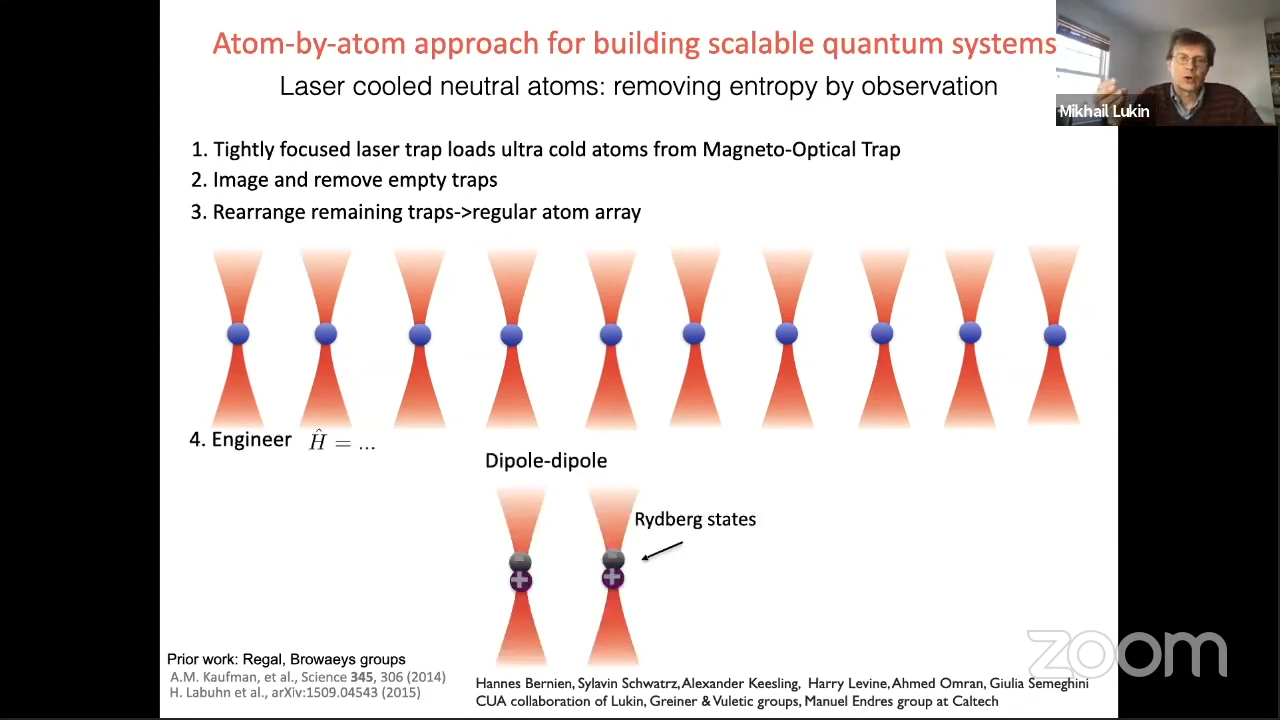 Atom-by-atom approach for building scalable quantum systems
Laser cooled neutral atoms: removing entropy by observation
Mikhail Lukin
1. Tightly focused laser trap loads ultra cold atoms from Magneto-Optical Trap
2. Image and remove empty traps
3. Rearrange remaining traps->regular atom array
4. Engineer Ĥ = ...
Dipole-dipole
Rydberg states
- -
+ +
zoom
Prior work: Regal, Browaeys groups
A.M. Kaufman, et al., Science 345, 306 (2014)
H. Labuhn et al., arXiv:1509.04543 (2015)
Hannes Bernien, Sylavin Schwatrz, Alexander Keesling, Harry Levine, Ahmed Omran, Giulia Semeghini
CUA collaboration of Lukin, Greiner & Vuletic groups, Manuel Endres group at Caltech